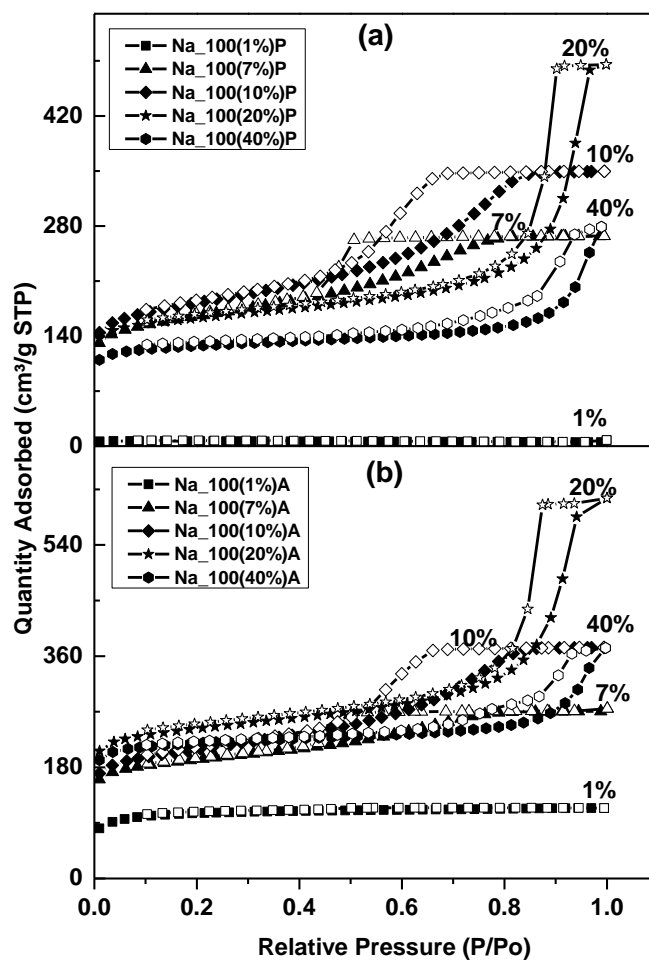 (a)
20%
Na_100(1%)P
Na_100(7%)P
Na_100(10%)P
Na_100(20%)P
Na_100(40%)P
420
10%
280
7%
40%
140
1%
0
Quantity Adsorbed (cm³/g STP)
(b)
20%
Na_100(1%)A
Na_100(7%)A
Na_100(10%)A
Na_100(20%)A
Na_100(40%)A
540
10%
40%
360
7%
180
1%
0
0.0 0.2 0.4 0.6 0.8 1.0
Relative Pressure (P/Po)